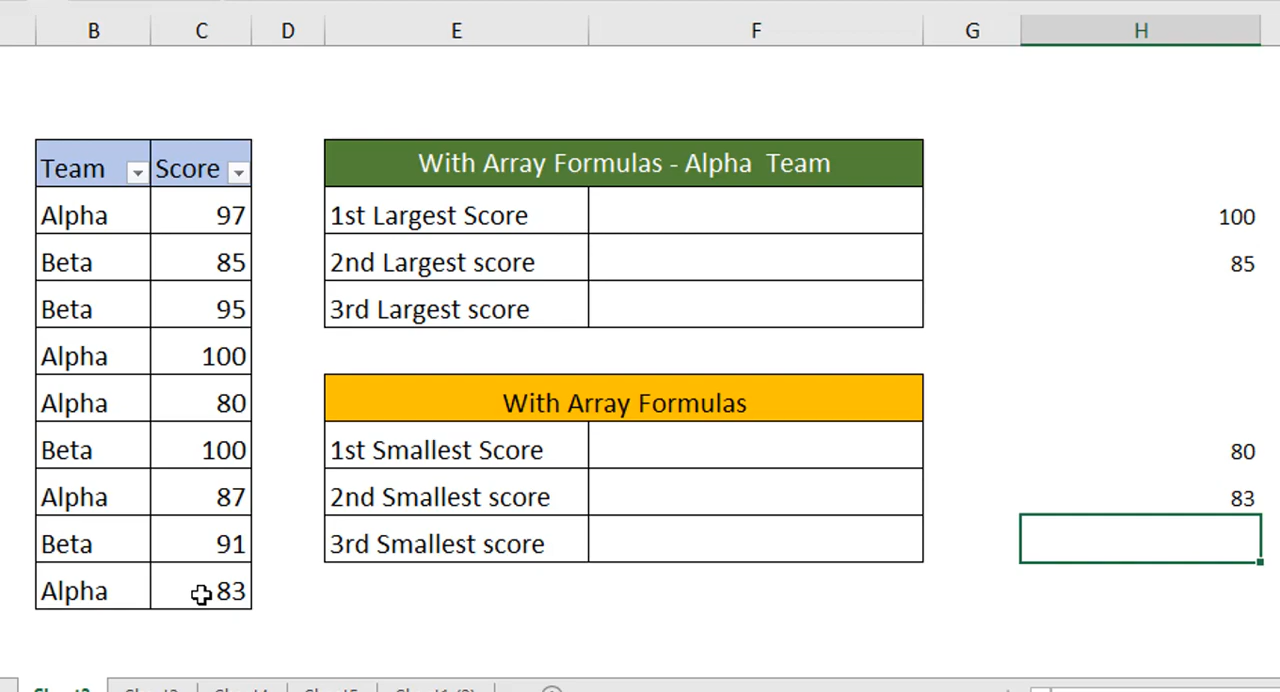 B C D E F G H
Team Score With Array Formulas - Alpha Team
Alpha 97 1st Largest Score 100
Beta 85 2nd Largest score 85
Beta 95 3rd Largest score
Alpha 100
Alpha 80 With Array Formulas
Beta 100 1st Smallest Score 80
Alpha 87 2nd Smallest score 83
Beta 91 3rd Smallest score
Alpha 83